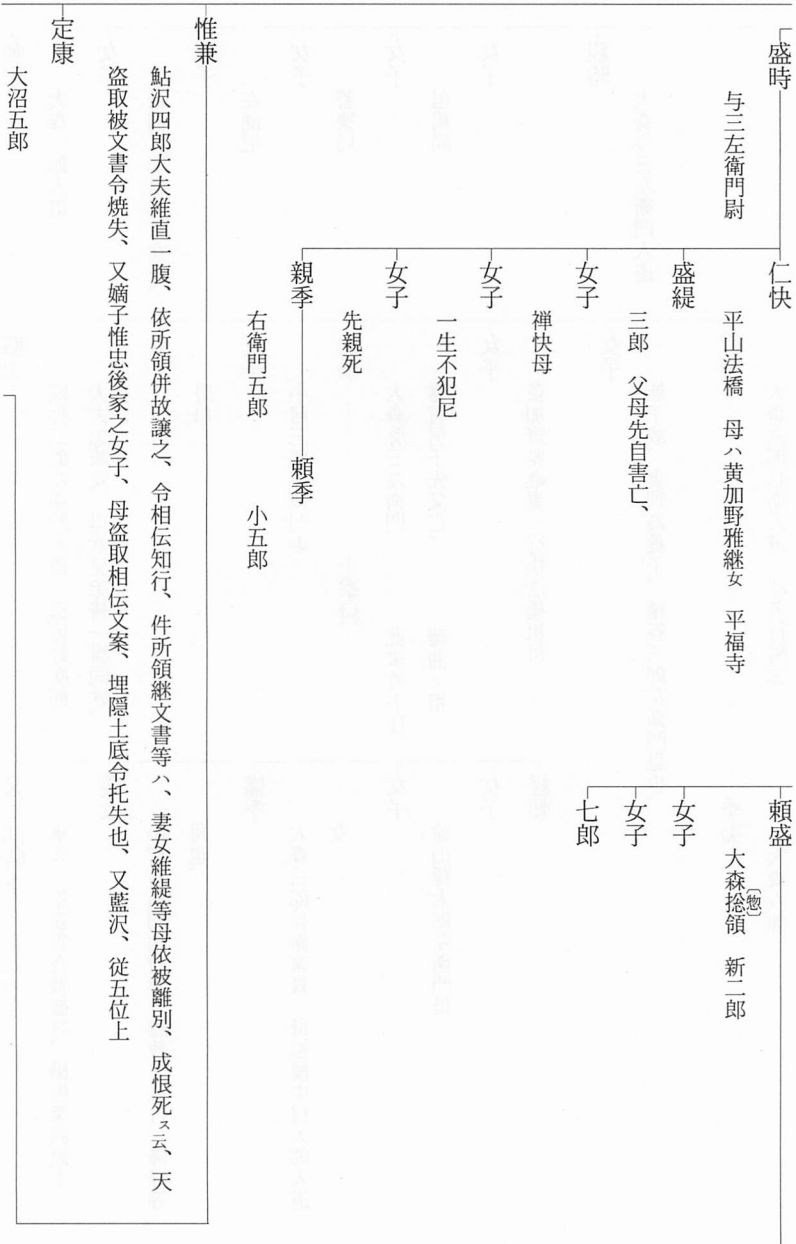 盛時
与三左衛門尉
仁快
平山法橋　母ハ黄加野雅継女　平福寺
盛緹
三郎　父母先自害亡、
女子
禅快母
女子
一生不犯尼
女子
先親死
親季
右衛門五郎
頼季
小五郎
頼盛
大森捴〔惣〕領　新二郎
女子
女子
七郎
惟兼
鮎沢四郎大夫維直一腹、依所領併故譲之、令相伝知行、件所領継文書等ハ、妻女維緹等母依被離別、成恨死ス云、天
盗取被文書令焼失、又嫡子惟忠後家之女子、母盗取相伝文案、埋隠土底令托失也、又藍沢、従五位上
定康
大沼五郎